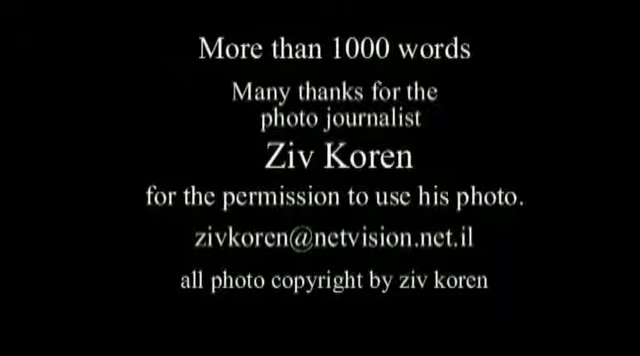 More than 1000 words
Many thanks for the
photo journalist
Ziv Koren
for the permission to use his photo.
zivkoren@netvision.net.il
all photo copyright by ziv koren